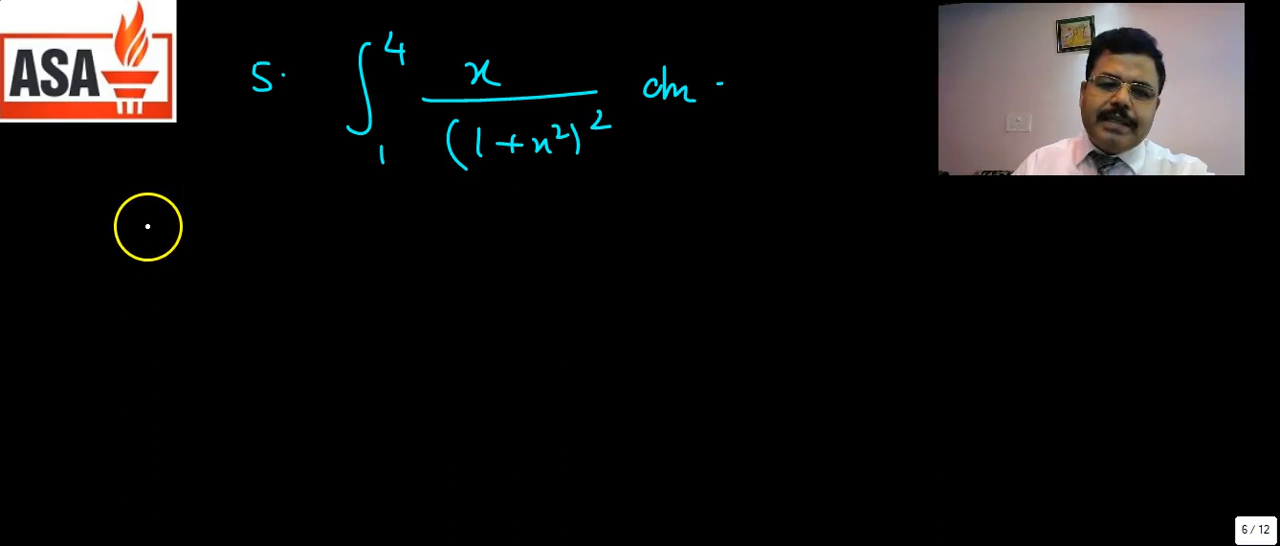 ASA
5. ∫₁⁴ x/(1+x²)² dx.
6 / 12